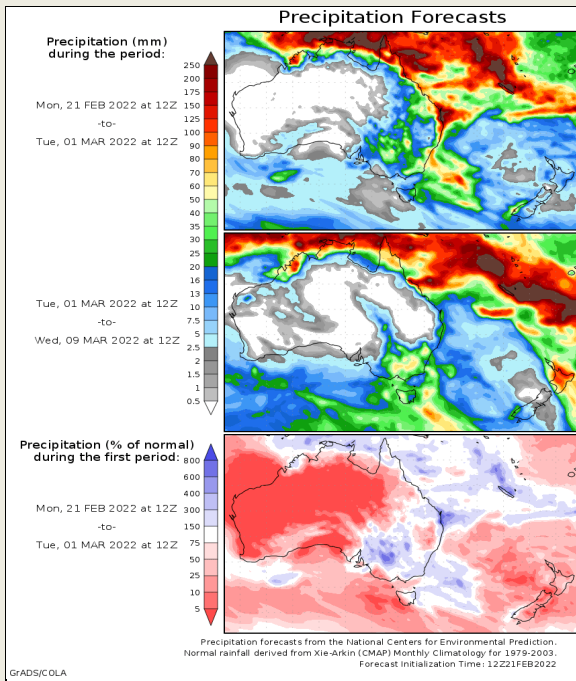 Precipitation Forecasts
Precipitation (mm)
during the period:
Mon, 21 FEB 2022 at 12Z
-to-
Tue, 01 MAR 2022 at 12Z
250
200
175
150
125
100
90
80
70
60
50
40
35
30
25
20
16
13
10
7.5
5
2.5
2
1.5
1
0.5
Tue, 01 MAR 2022 at 12Z
-to-
Wed, 09 MAR 2022 at 12Z
Precipitation (% of normal)
during the first period:
Mon, 21 FEB 2022 at 12Z
-to-
Tue, 01 MAR 2022 at 12Z
800
600
400
300
150
75
50
25
10
5
Precipitation forecasts from the National Centers for Environmental Prediction.
Normal rainfall derived from Xie-Arkin (CMAP) Monthly Climatology for 1979-2003.
Forecast Initialization Time: 12Z21FEB2022
GrADS/COLA